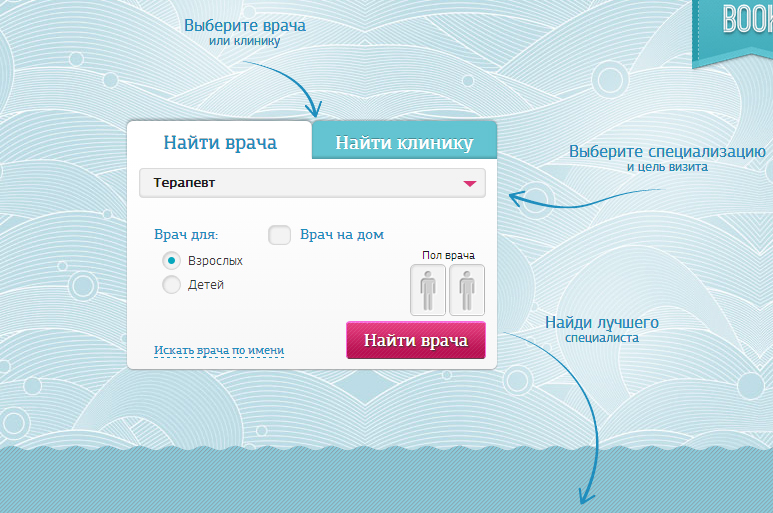 Выберите врача
или клинику
BOOK
Найти врача
Найти клинику
Выберите специализацию
и цель визита
Терапевт
Врач для:
Врач на дом
Взрослых
Пол врача
Детей
Найди лучшего
специалиста
Искать врача по имени
Найти врача